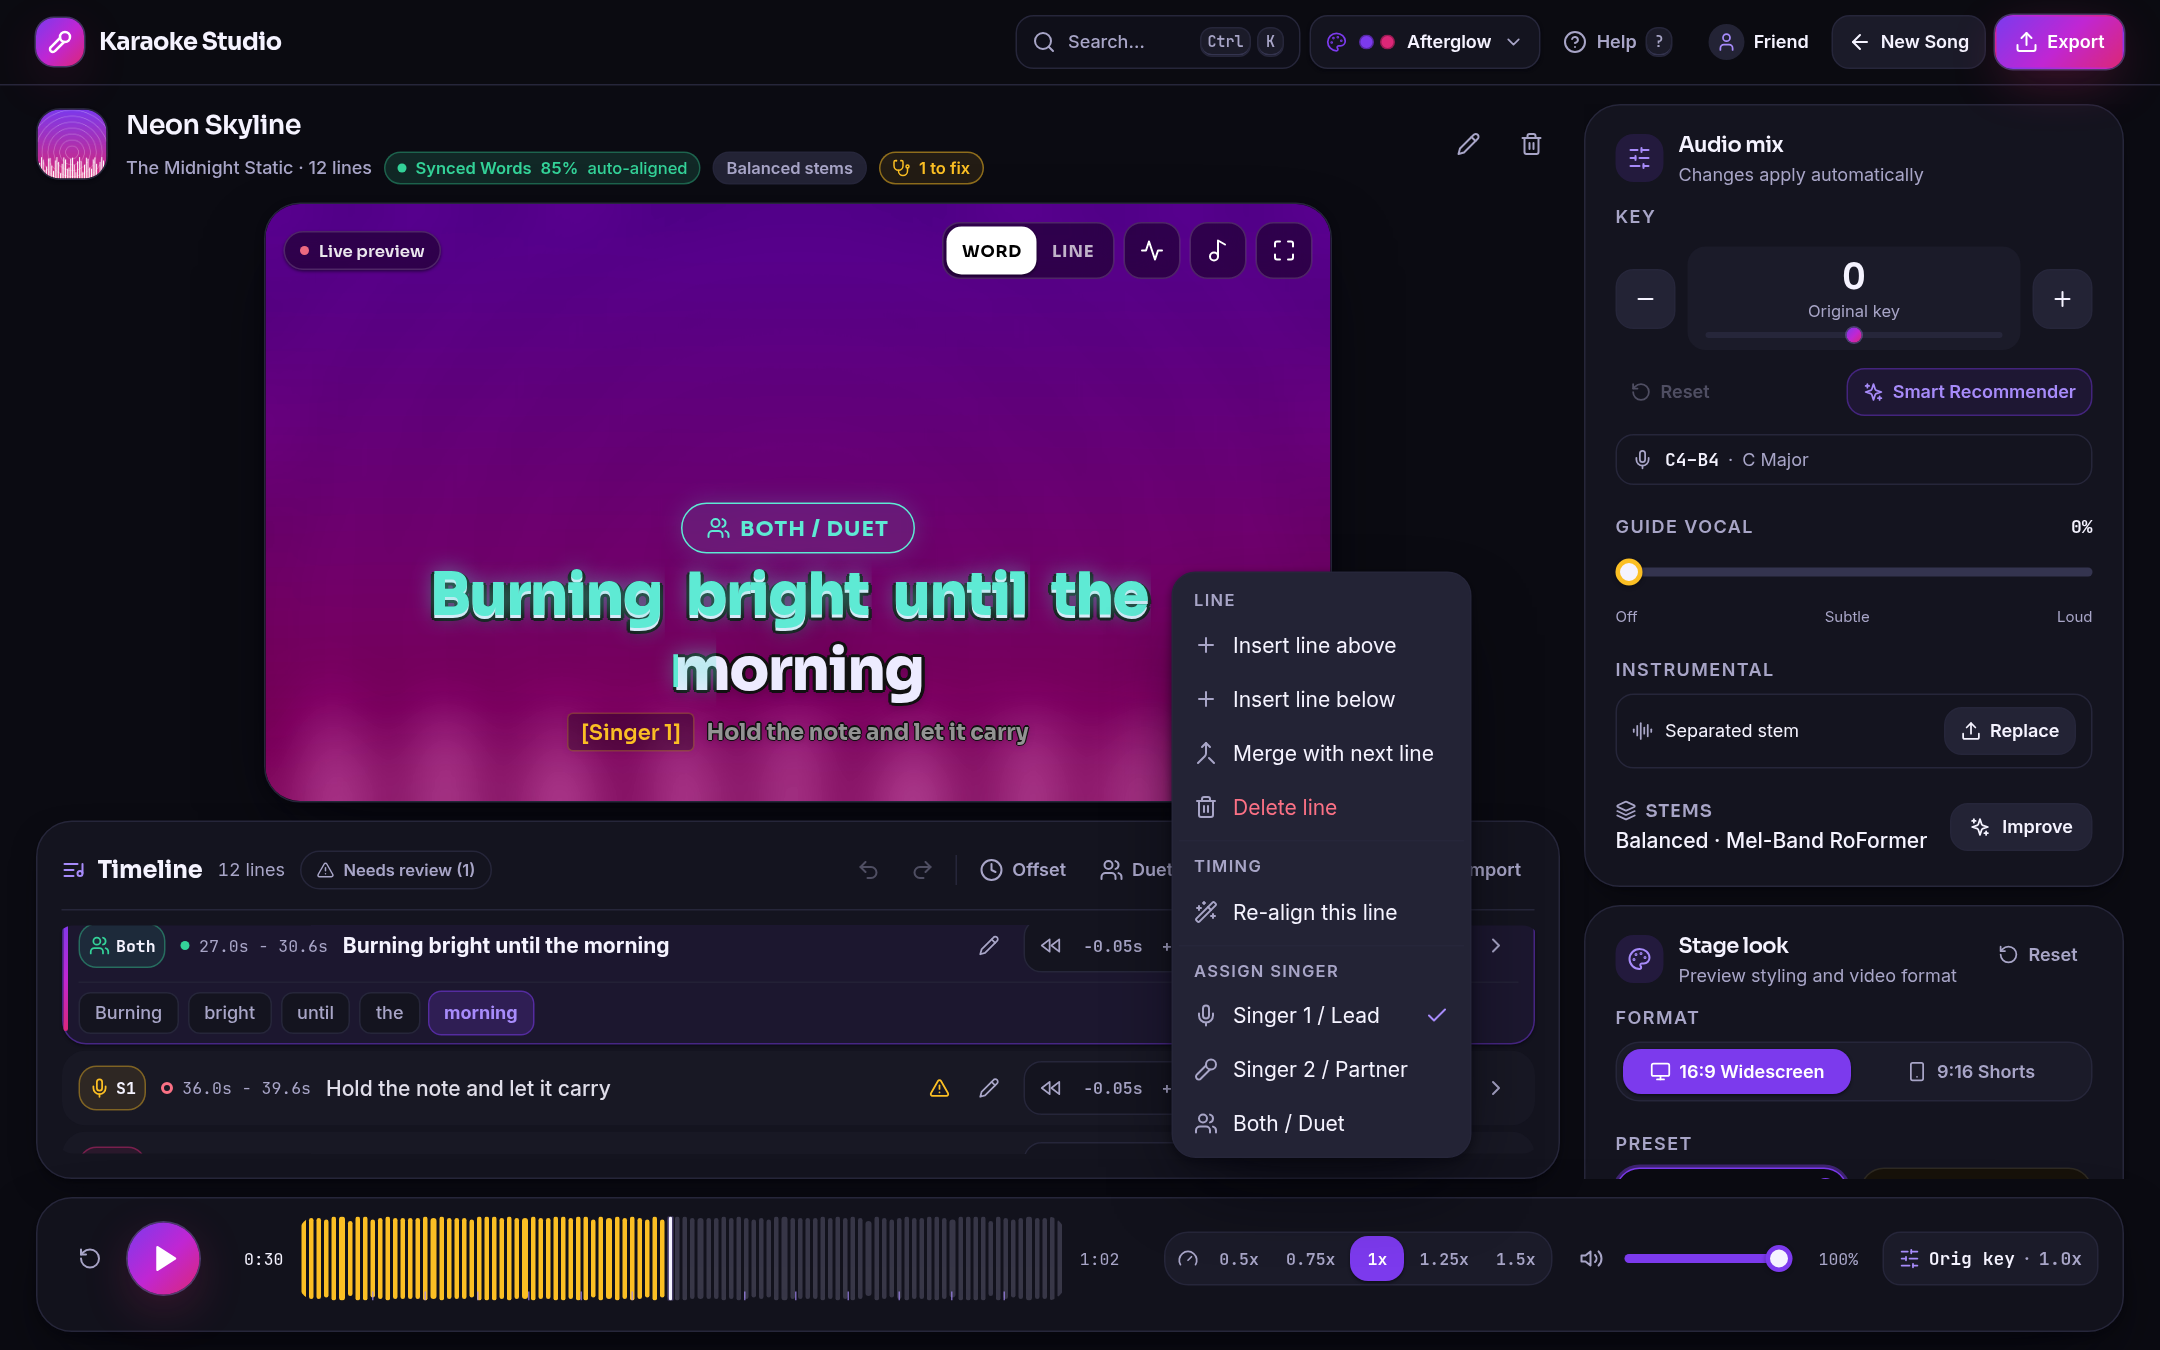 Karaoke Studio
Search... Ctrl K
Afterglow
Help ?
Friend
New Song
Export
Neon Skyline
The Midnight Static · 12 lines
Synced Words 85% auto-aligned
Balanced stems
1 to fix
Live preview
WORD LINE
BOTH / DUET
Burning bright until the
morning
[Singer 1] Hold the note and let it carry
LINE
Insert line above
Insert line below
Merge with next line
Delete line
TIMING
Re-align this line
ASSIGN SINGER
Singer 1 / Lead
Singer 2 / Partner
Both / Duet
Timeline 12 lines
Needs review (1)
Offset
Duet
mport
Both 27.0s - 30.6s Burning bright until the morning
-0.05s +
Burning bright until the morning
S1 36.0s - 39.6s Hold the note and let it carry
-0.05s +
0:30
1:02
0.5x 0.75x 1x 1.25x 1.5x
100%
Orig key · 1.0x
Audio mix
Changes apply automatically
KEY
0
Original key
Reset
Smart Recommender
C4–B4 · C Major
GUIDE VOCAL 0%
Off Subtle Loud
INSTRUMENTAL
Separated stem
Replace
STEMS
Balanced · Mel-Band RoFormer
Improve
Stage look
Preview styling and video format
Reset
FORMAT
16:9 Widescreen
9:16 Shorts
PRESET